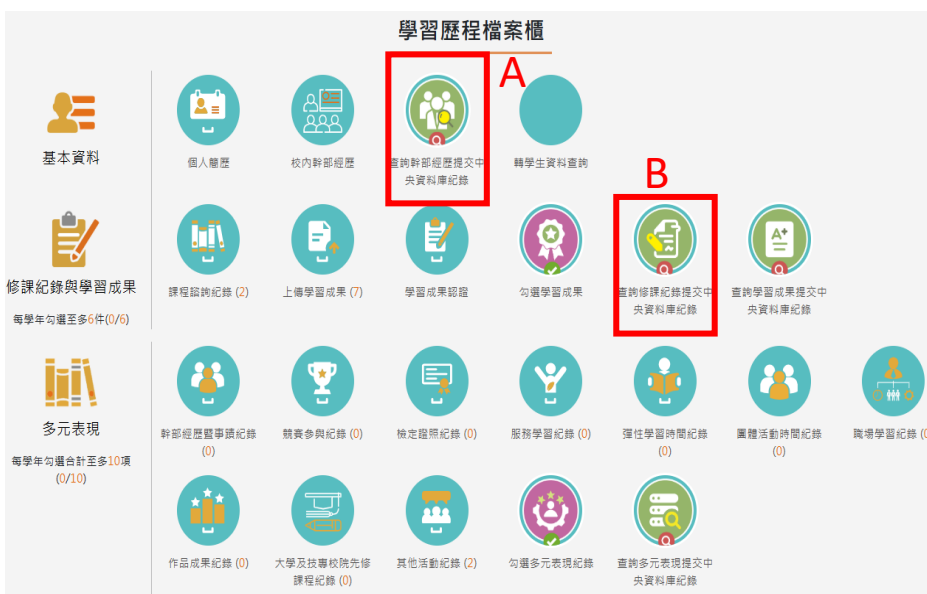 學習歷程檔案櫃
A
基本資料
個人簡歷
校內幹部經歷
查詢幹部經歷提交中
央資料庫紀錄
轉學生資料查詢
B
修課紀錄與學習成果
每學年勾選至多6件(0/6)
課程諮詢紀錄 (2)
上傳學習成果 (7)
學習成果認證
勾選學習成果
查詢修課紀錄提交中
央資料庫紀錄
A+
查詢學習成果提交中
央資料庫紀錄
多元表現
每學年勾選合計至多10項
(0/10)
幹部經歷暨事蹟紀錄
(0)
競賽參與紀錄 (0)
檢定證照紀錄 (0)
服務學習紀錄 (0)
彈性學習時間紀錄
(0)
團體活動時間紀錄
(0)
職場學習紀錄 (0
作品成果紀錄 (0)
大學及技專校院先修
課程紀錄 (0)
其他活動紀錄 (2)
勾選多元表現紀錄
查詢多元表現提交中
央資料庫紀錄